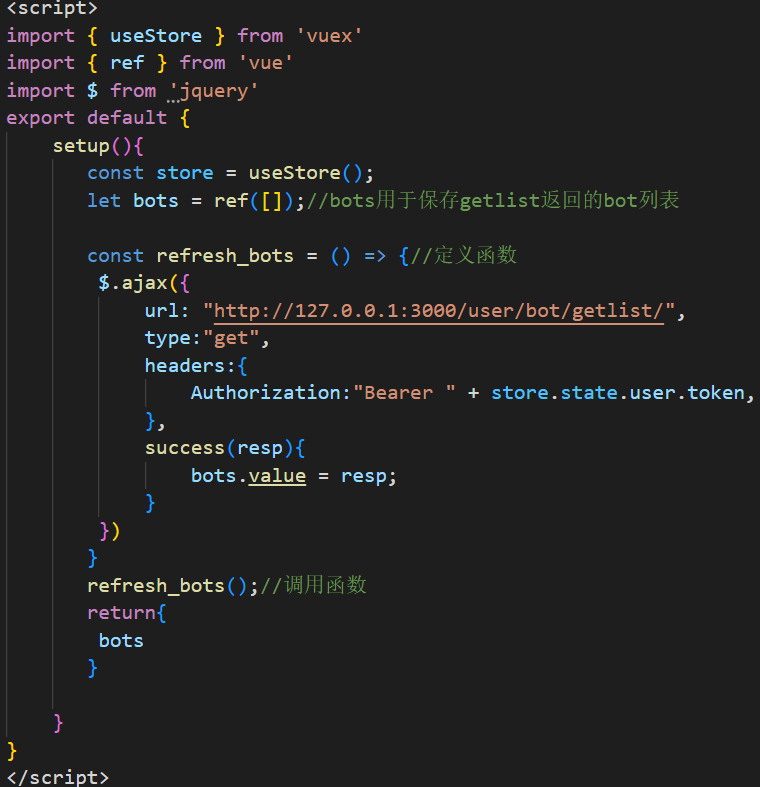 <script>
import { useStore } from 'vuex'
import { ref } from 'vue'
import $ from 'jquery'
export default {
    setup(){
       const store = useStore();
       let bots = ref([]);//bots用于保存getlist返回的bot列表

       const refresh_bots = () => {//定义函数
        $.ajax({
            url: "http://127.0.0.1:3000/user/bot/getlist/",
            type:"get",
            headers:{
                Authorization:"Bearer " + store.state.user.token,
            },
            success(resp){
                bots.value = resp;
            }
        })
       }
       refresh_bots();//调用函数
       return{
        bots
       }

    }
}
</script>